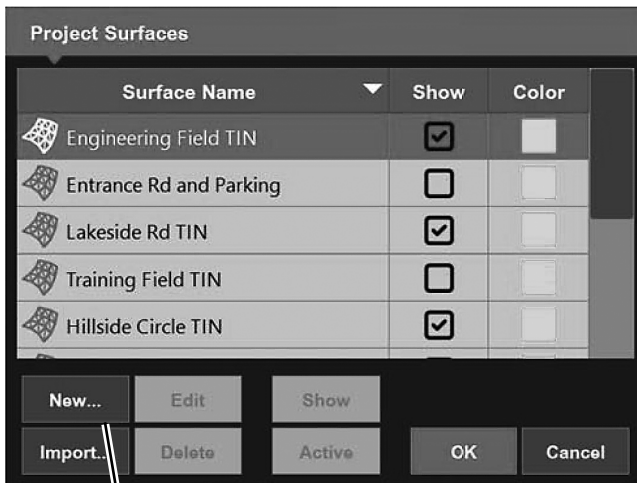 Project Surfaces
Surface Name Show Color
Engineering Field TIN
Entrance Rd and Parking
Lakeside Rd TIN
Training Field TIN
Hillside Circle TIN
New... Edit Show
Import.. Delete Active OK Cancel